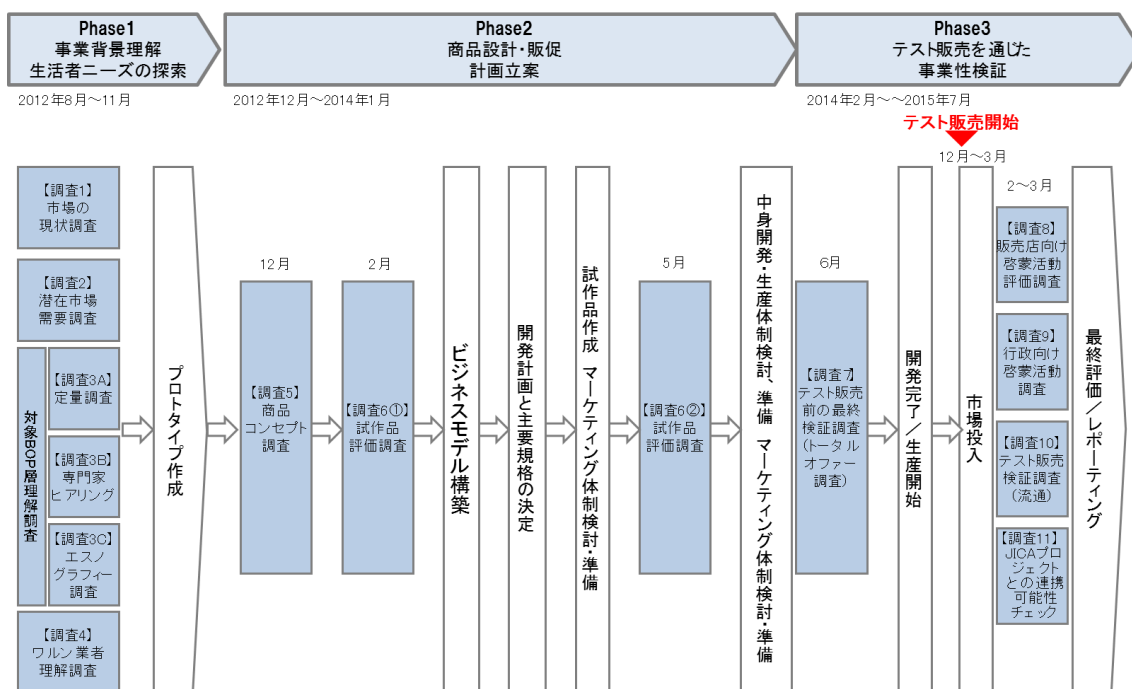 Phase1
事業背景理解
生活者ニーズの探索
Phase2
商品設計・販促
計画立案
Phase3
テスト販売を通じた
事業性検証
2012年8月～11月
2012年12月～2014年1月
2014年2月～～2015年7月
テスト販売開始
12月～3月
【調査1】
市場の
現状調査
【調査2】
潜在市場
需要調査
対象BOP層理解調査
【調査3A】
定量調査
【調査3B】
専門家
ヒアリング
【調査3C】
エスノ
グラフィー
調査
【調査4】
ワルン業者
理解調査
プロトタイプ作成
12月
【調査5】
商品
コンセプト
調査
2月
【調査6①】
試作品
評価調査
ビジネスモデル構築
開発計画と主要規格の決定
試作品作成 マーケティング体制検討・準備
5月
【調査6②】
試作品
評価調査
中身開発・生産体制検討、準備 マーケティング体制検討・準備
6月
【調査7】
テスト販売
前の最終
検証調査
(トータル
オファー
調査)
開発完了/生産開始
市場投入
2～3月
【調査8】
販売店向け
啓蒙活動
評価調査
【調査9】
行政向け
啓蒙活動
調査
【調査10】
テスト販売
検証調査
(流通)
【調査11】
JICAプロ
ジェクト
との連携
可能性
チェック
最終評価/レポーティング